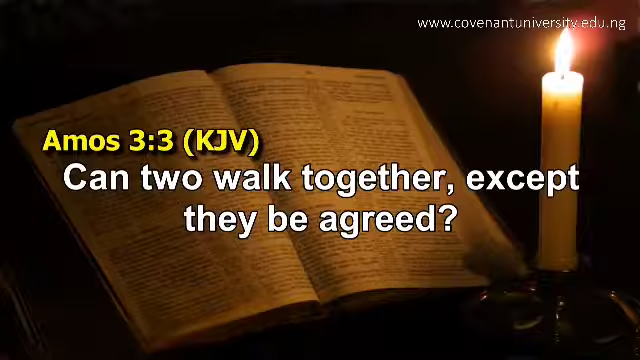 www.covenantuniversity.edu.ng
Amos 3:3 (KJV)
Can two walk together, except
they be agreed?